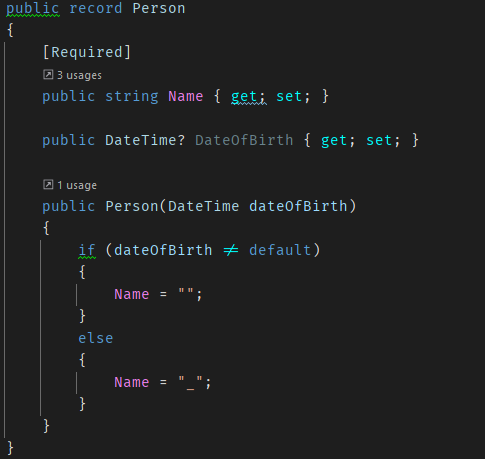 public record Person
{
[Required]
3 usages
public string Name { get; set; }
public DateTime? DateOfBirth { get; set; }
1 usage
public Person(DateTime dateOfBirth)
{
if (dateOfBirth ≠ default)
{
Name = "";
}
else
{
Name = "_";
}
}
}